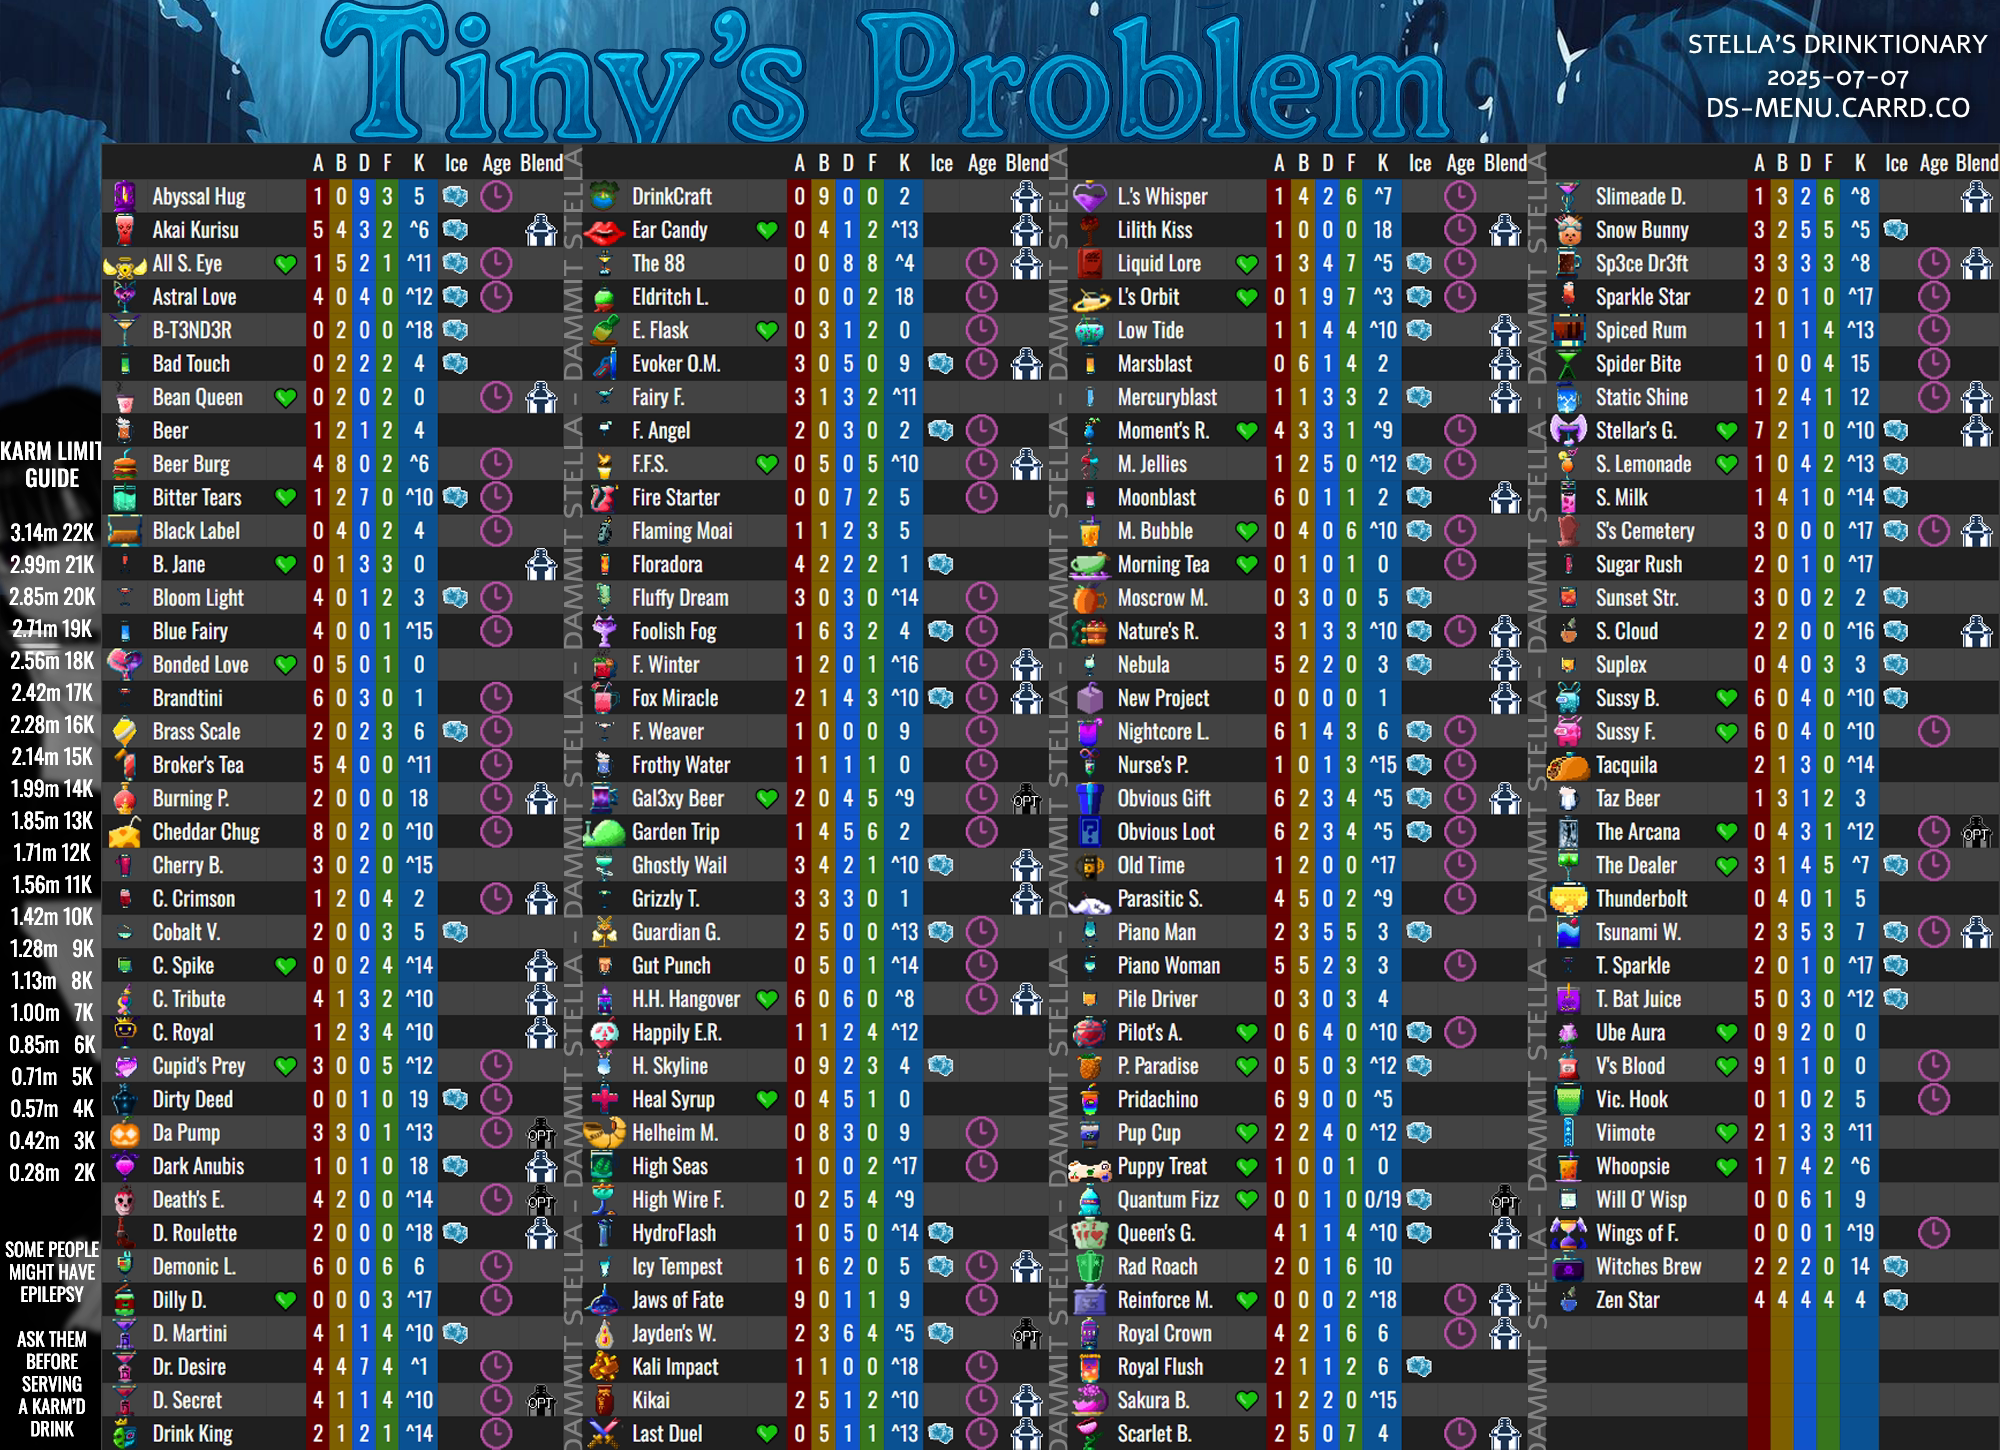 Tiny's Problem
STELLA'S DRINKTIONARY
2025-07-07
DS-MENU.CARRD.CO
A B D F K Ice Age Blend
Abyssal Hug 1 0 9 3 5
Akai Kurisu 5 4 3 2 ^6
All S. Eye 1 5 2 1 ^11
Astral Love 4 0 4 0 ^12
B-T3ND3R 0 2 0 0 ^18
Bad Touch 0 2 2 2 4
Bean Queen 0 2 0 2 0
Beer 1 2 1 2 4
Beer Burg 4 8 0 2 ^6
Bitter Tears 1 2 7 0 ^10
Black Label 0 4 0 2 4
B. Jane 0 1 3 3 0
Bloom Light 4 0 1 2 3
Blue Fairy 4 0 0 1 ^15
Bonded Love 0 5 0 1 0
Brandtini 6 0 3 0 1
Brass Scale 2 0 2 3 6
Broker's Tea 5 4 0 0 ^11
Burning P. 2 0 0 0 18
Cheddar Chug 8 0 2 0 ^10
Cherry B. 3 0 2 0 ^15
C. Crimson 1 2 0 4 2
Cobalt V. 2 0 0 3 5
C. Spike 0 0 2 4 ^14
C. Tribute 4 1 3 2 ^10
C. Royal 1 2 3 4 ^10
Cupid's Prey 3 0 0 5 ^12
Dirty Deed 0 0 1 0 19
Da Pump 3 3 0 1 ^13 OPT
Dark Anubis 1 0 1 0 18
Death's E. 4 2 0 0 ^14 OPT
D. Roulette 2 0 0 0 ^18
Demonic L. 6 0 0 6 6
Dilly D. 0 0 0 3 ^17
D. Martini 4 1 1 4 ^10
Dr. Desire 4 4 7 4 ^1
D. Secret 4 1 1 4 ^10 OPT
Drink King 2 1 2 1 ^14
A B D F K Ice Age Blend
DrinkCraft 0 9 0 0 2
Ear Candy 0 4 1 2 ^13
The 88 0 0 8 8 ^4
Eldritch L. 0 0 0 2 18
E. Flask 0 3 1 2 0
Evoker O.M. 3 0 5 0 9
Fairy F. 3 1 3 2 ^11
F. Angel 2 0 3 0 2
F.F.S. 0 5 0 5 ^10
Fire Starter 0 0 7 2 5
Flaming Moai 1 1 2 3 5
Floradora 4 2 2 2 1
Fluffy Dream 3 0 3 0 ^14
Foolish Fog 1 6 3 2 4
F. Winter 1 2 0 1 ^16
Fox Miracle 2 1 4 3 ^10
F. Weaver 1 0 0 0 9
Frothy Water 1 1 1 1 0
Gal3xy Beer 2 0 4 5 ^9 OPT
Garden Trip 1 4 5 6 2
Ghostly Wail 3 4 2 1 ^10
Grizzly T. 3 3 3 0 1
Guardian G. 2 5 0 0 ^13
Gut Punch 0 5 0 1 ^14
H.H. Hangover 6 0 6 0 ^8
Happily E.R. 1 1 2 4 ^12
H. Skyline 0 9 2 3 4
Heal Syrup 0 4 5 1 0
Helheim M. 0 8 3 0 9
High Seas 1 0 0 2 ^17
High Wire F. 0 2 5 4 ^9
HydroFlash 1 0 5 0 ^14
Icy Tempest 1 6 2 0 5
Jaws of Fate 9 0 1 1 9
Jayden's W. 2 3 6 4 ^5 OPT
Kali Impact 1 1 0 0 ^18
Kikai 2 5 1 2 ^10
Last Duel 0 5 1 1 ^13
A B D F K Ice Age Blend
L.'s Whisper 1 4 2 6 ^7
Lilith Kiss 1 0 0 0 18
Liquid Lore 1 3 4 7 ^5
L's Orbit 0 1 9 7 ^3
Low Tide 1 1 4 4 ^10
Marsblast 0 6 1 4 2
Mercuryblast 1 1 3 3 2
Moment's R. 4 3 3 1 ^9
M. Jellies 1 2 5 0 ^12
Moonblast 6 0 1 1 2
M. Bubble 0 4 0 6 ^10
Morning Tea 0 1 0 1 0
Moscrow M. 0 3 0 0 5
Nature's R. 3 1 3 3 ^10
Nebula 5 2 2 0 3
New Project 0 0 0 0 1
Nightcore L. 6 1 4 3 6
Nurse's P. 1 0 1 3 ^15
Obvious Gift 6 2 3 4 ^5
Obvious Loot 6 2 3 4 ^5
Old Time 1 2 0 0 ^17
Parasitic S. 4 5 0 2 ^9
Piano Man 2 3 5 5 3
Piano Woman 5 5 2 3 3
Pile Driver 0 3 0 3 4
Pilot's A. 0 6 4 0 ^10
P. Paradise 0 5 0 3 ^12
Pridachino 6 9 0 0 ^5
Pup Cup 2 2 4 0 ^12
Puppy Treat 1 0 0 1 0
Quantum Fizz 0 0 1 0 0/19 OPT
Queen's G. 4 1 1 4 ^10
Rad Roach 2 0 1 6 10
Reinforce M. 0 0 0 2 ^18
Royal Crown 4 2 1 6 6
Royal Flush 2 1 1 2 6
Sakura B. 1 2 2 0 ^15
Scarlet B. 2 5 0 7 4
A B D F K Ice Age Blend
Slimeade D. 1 3 2 6 ^8
Snow Bunny 3 2 5 5 ^5
Sp3ce Dr3ft 3 3 3 3 ^8
Sparkle Star 2 0 1 0 ^17
Spiced Rum 1 1 1 4 ^13
Spider Bite 1 0 0 4 15
Static Shine 1 2 4 1 12
Stellar's G. 7 2 1 0 ^10
S. Lemonade 1 0 4 2 ^13
S. Milk 1 4 1 0 ^14
S's Cemetery 3 0 0 0 ^17
Sugar Rush 2 0 1 0 ^17
Sunset Str. 3 0 0 2 2
S. Cloud 2 2 0 0 ^16
Suplex 0 4 0 3 3
Sussy B. 6 0 4 0 ^10
Sussy F. 6 0 4 0 ^10
Tacquila 2 1 3 0 ^14
Taz Beer 1 3 1 2 3
The Arcana 0 4 3 1 ^12 OPT
The Dealer 3 1 4 5 ^7
Thunderbolt 0 4 0 1 5
Tsunami W. 2 3 5 3 7
T. Sparkle 2 0 1 0 ^17
T. Bat Juice 5 0 3 0 ^12
Ube Aura 0 9 2 0 0
V's Blood 9 1 1 0 0
Vic. Hook 0 1 0 2 5
Viimote 2 1 3 3 ^11
Whoopsie 1 7 4 2 ^6
Will O' Wisp 0 0 6 1 9
Wings of F. 0 0 0 1 ^19
Witches Brew 2 2 2 0 14
Zen Star 4 4 4 4 4
KARM LIMIT
GUIDE
3.14m 22K
2.99m 21K
2.85m 20K
2.71m 19K
2.56m 18K
2.42m 17K
2.28m 16K
2.14m 15K
1.99m 14K
1.85m 13K
1.71m 12K
1.56m 11K
1.42m 10K
1.28m 9K
1.13m 8K
1.00m 7K
0.85m 6K
0.71m 5K
0.57m 4K
0.42m 3K
0.28m 2K
SOME PEOPLE
MIGHT HAVE
EPILEPSY
ASK THEM
BEFORE
SERVING
A KARM'D
DRINK
DAMMIT STELLA - DAMMIT STELLA - DAMMIT STELLA - DAMMIT STELLA
DAMMIT STELLA - DAMMIT STELLA - DAMMIT STELLA - DAMMIT STELLA
DAMMIT STELLA - DAMMIT STELLA - DAMMIT STELLA - DAMMIT STELLA